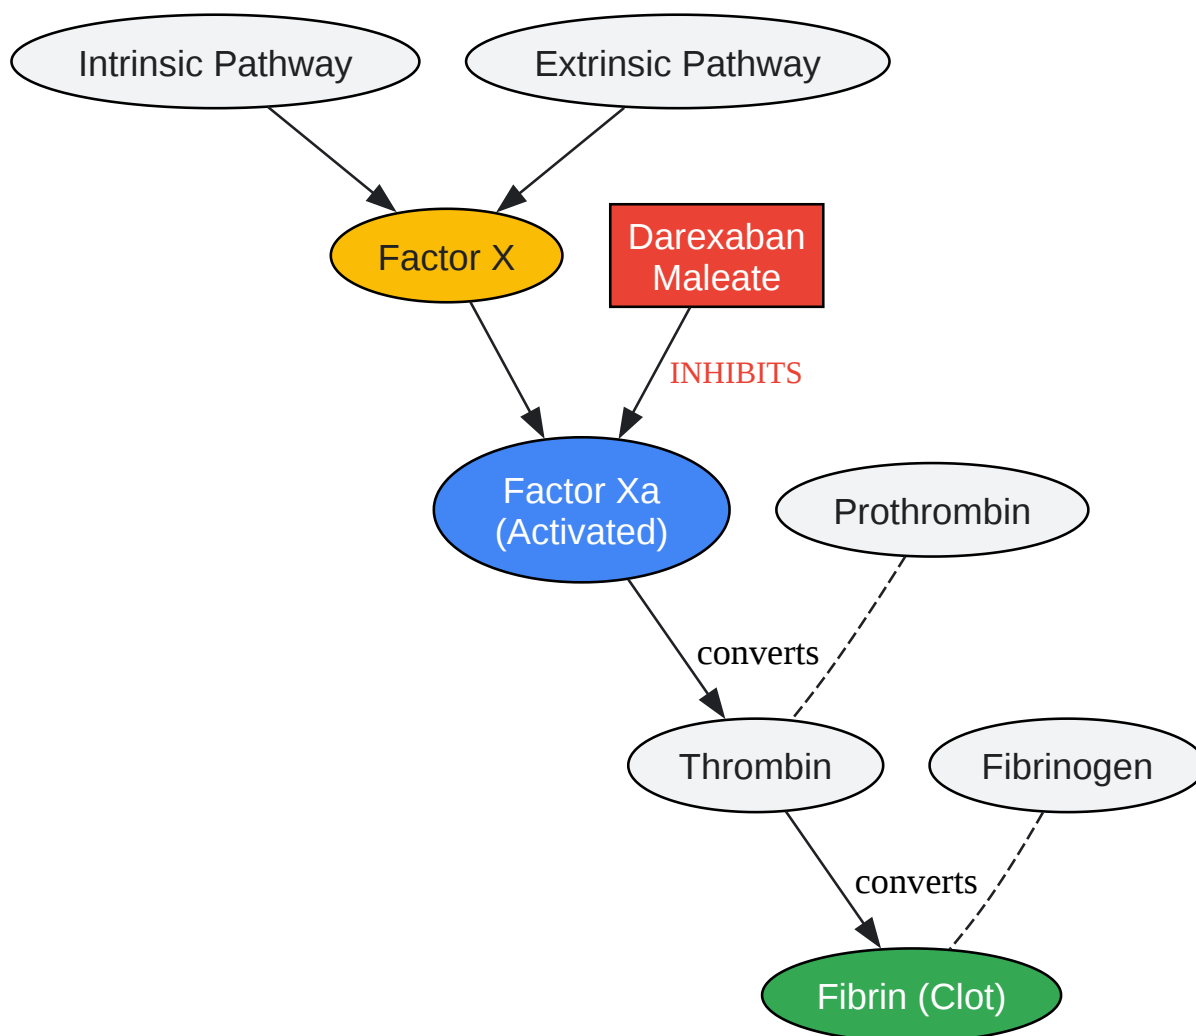 Intrinsic Pathway
Extrinsic Pathway
Factor X
Darexaban
Maleate
INHIBITS
Factor Xa
(Activated)
Prothrombin
converts
Thrombin
Fibrinogen
converts
Fibrin (Clot)